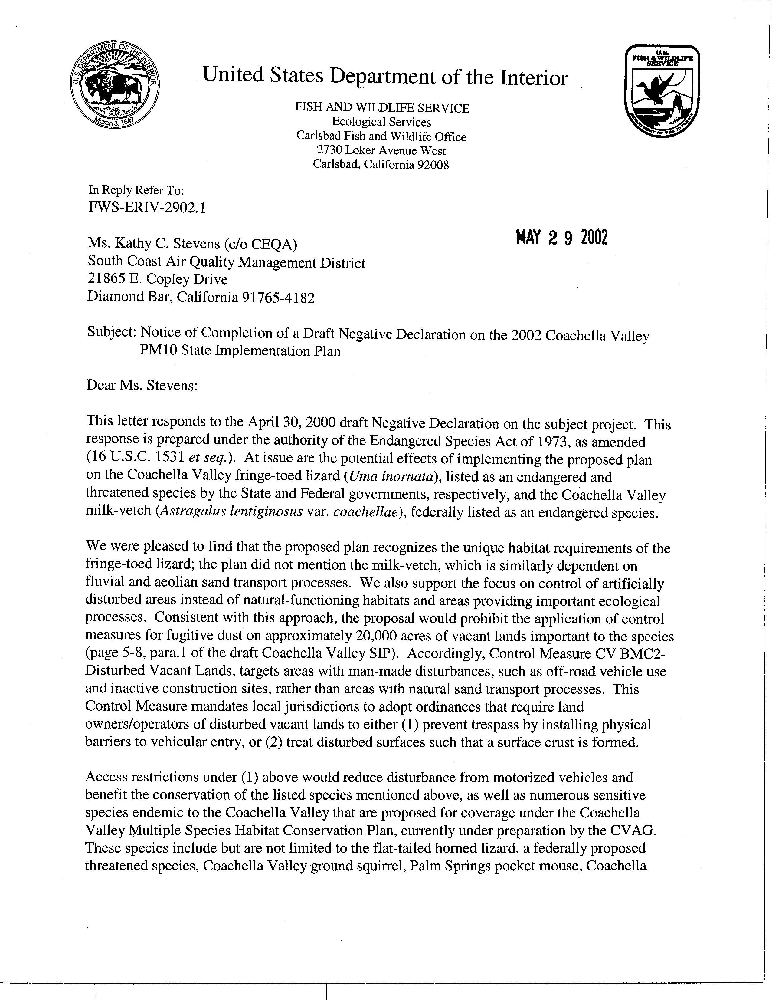 U.S. DEPARTMENT OF THE INTERIOR
March 3, 1849
U.S.
FISH & WILDLIFE
SERVICE
DEPARTMENT OF THE INTERIOR
United States Department of the Interior
FISH AND WILDLIFE SERVICE
Ecological Services
Carlsbad Fish and Wildlife Office
2730 Loker Avenue West
Carlsbad, California 92008
In Reply Refer To:
FWS-ERIV-2902.1
MAY 29 2002
Ms. Kathy C. Stevens (c/o CEQA)
South Coast Air Quality Management District
21865 E. Copley Drive
Diamond Bar, California 91765-4182
Subject: Notice of Completion of a Draft Negative Declaration on the 2002 Coachella Valley
PM10 State Implementation Plan
Dear Ms. Stevens:
This letter responds to the April 30, 2000 draft Negative Declaration on the subject project. This
response is prepared under the authority of the Endangered Species Act of 1973, as amended
(16 U.S.C. 1531 et seq.). At issue are the potential effects of implementing the proposed plan
on the Coachella Valley fringe-toed lizard (Uma inornata), listed as an endangered and
threatened species by the State and Federal governments, respectively, and the Coachella Valley
milk-vetch (Astragalus lentiginosus var. coachellae), federally listed as an endangered species.
We were pleased to find that the proposed plan recognizes the unique habitat requirements of the
fringe-toed lizard; the plan did not mention the milk-vetch, which is similarly dependent on
fluvial and aeolian sand transport processes. We also support the focus on control of artificially
disturbed areas instead of natural-functioning habitats and areas providing important ecological
processes. Consistent with this approach, the proposal would prohibit the application of control
measures for fugitive dust on approximately 20,000 acres of vacant lands important to the species
(page 5-8, para.1 of the draft Coachella Valley SIP). Accordingly, Control Measure CV BMC2-
Disturbed Vacant Lands, targets areas with man-made disturbances, such as off-road vehicle use
and inactive construction sites, rather than areas with natural sand transport processes. This
Control Measure mandates local jurisdictions to adopt ordinances that require land
owners/operators of disturbed vacant lands to either (1) prevent trespass by installing physical
barriers to vehicular entry, or (2) treat disturbed surfaces such that a surface crust is formed.
Access restrictions under (1) above would reduce disturbance from motorized vehicles and
benefit the conservation of the listed species mentioned above, as well as numerous sensitive
species endemic to the Coachella Valley that are proposed for coverage under the Coachella
Valley Multiple Species Habitat Conservation Plan, currently under preparation by the CVAG.
These species include but are not limited to the flat-tailed horned lizard, a federally proposed
threatened species, Coachella Valley ground squirrel, Palm Springs pocket mouse, Coachella